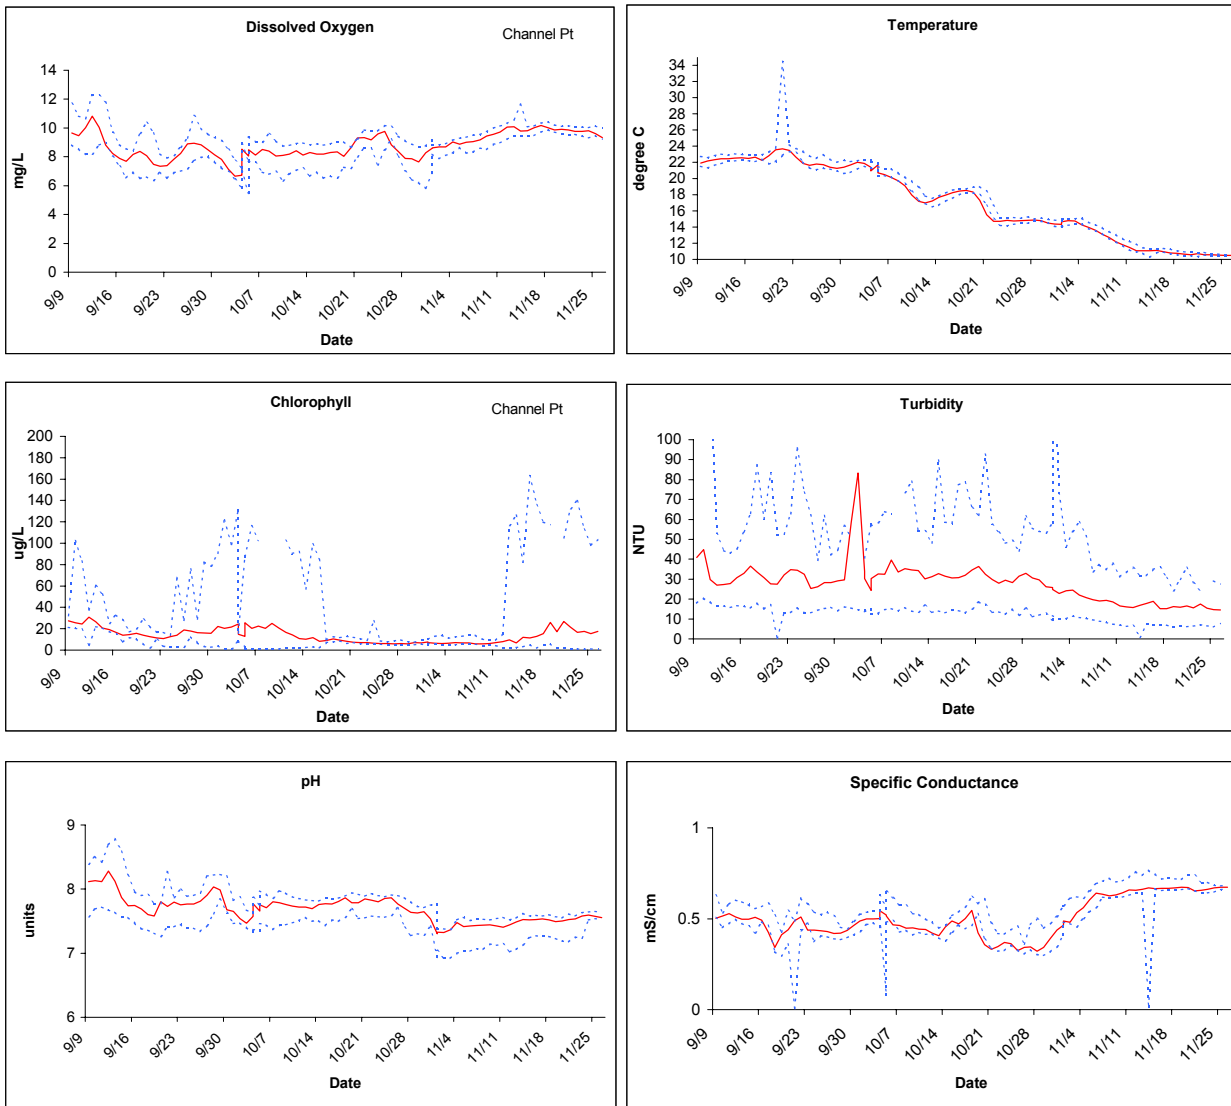 Dissolved Oxygen
Channel Pt
mg/L
14
12
10
8
6
4
2
0
9/9 9/16 9/23 9/30 10/7 10/14 10/21 10/28 11/4 11/11 11/18 11/25
Date
Temperature
degree C
34
32
30
28
26
24
22
20
18
16
14
12
10
9/9 9/16 9/23 9/30 10/7 10/14 10/21 10/28 11/4 11/11 11/18 11/25
Date
Chlorophyll
Channel Pt
ug/L
200
180
160
140
120
100
80
60
40
20
0
9/9 9/16 9/23 9/30 10/7 10/14 10/21 10/28 11/4 11/11 11/18 11/25
Date
Turbidity
NTU
100
90
80
70
60
50
40
30
20
10
0
9/9 9/16 9/23 9/30 10/7 10/14 10/21 10/28 11/4 11/11 11/18 11/25
Date
pH
units
9
8
7
6
9/9 9/16 9/23 9/30 10/7 10/14 10/21 10/28 11/4 11/11 11/18 11/25
Date
Specific Conductance
mS/cm
1
0.5
0
9/9 9/16 9/23 9/30 10/7 10/14 10/21 10/28 11/4 11/11 11/18 11/25
Date